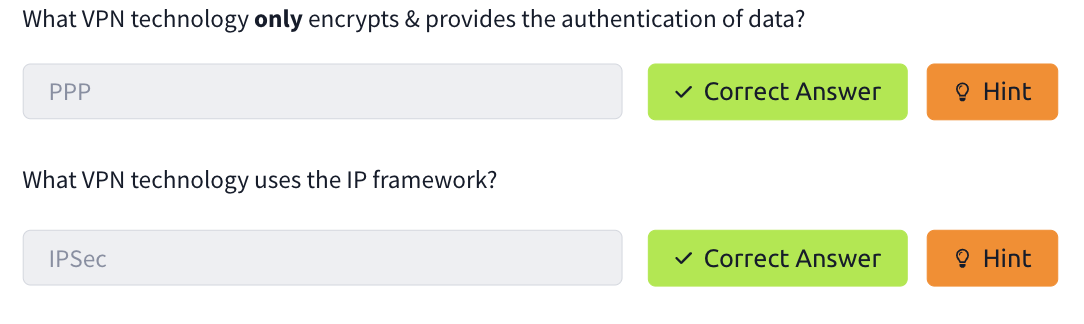 What VPN technology only encrypts & provides the authentication of data?
PPP
Correct Answer
Hint
What VPN technology uses the IP framework?
IPSec
Correct Answer
Hint